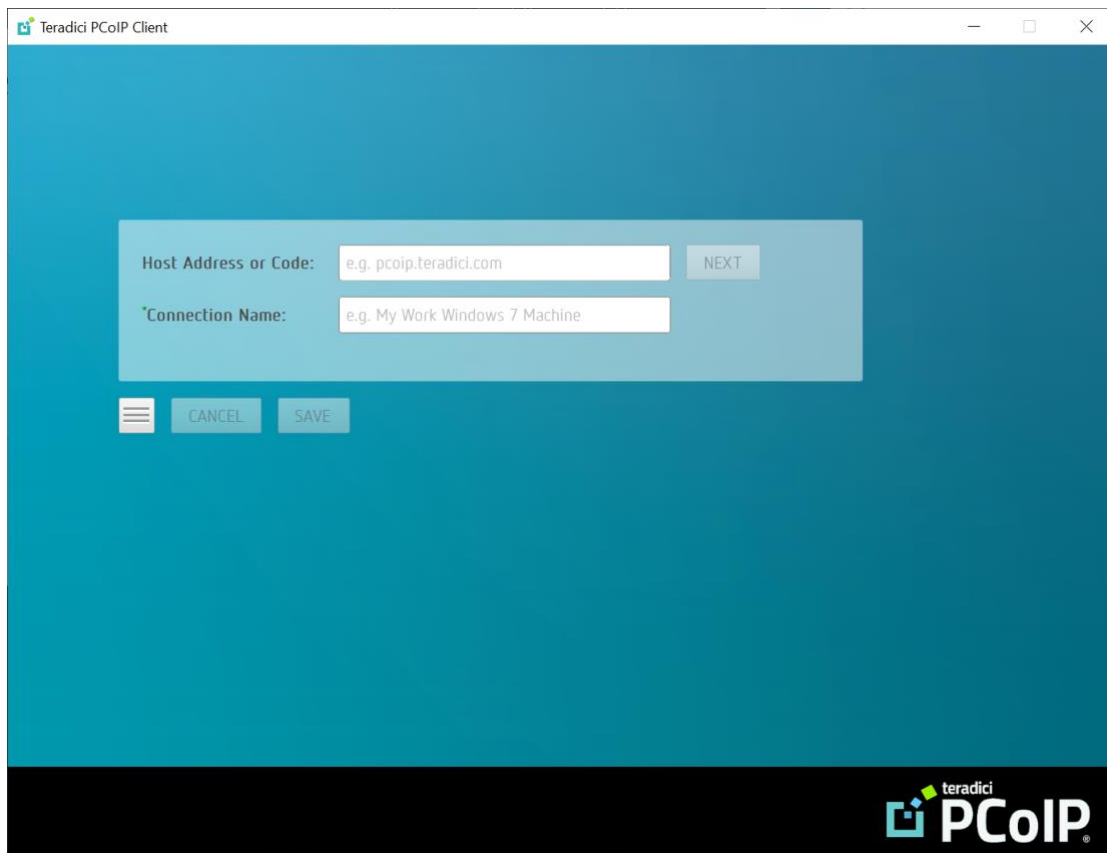 Teradici PCoIP Client
Host Address or Code: e.g. pcoip.teradici.com NEXT
*Connection Name: e.g. My Work Windows 7 Machine
CANCEL SAVE
teradici
PCoIP®